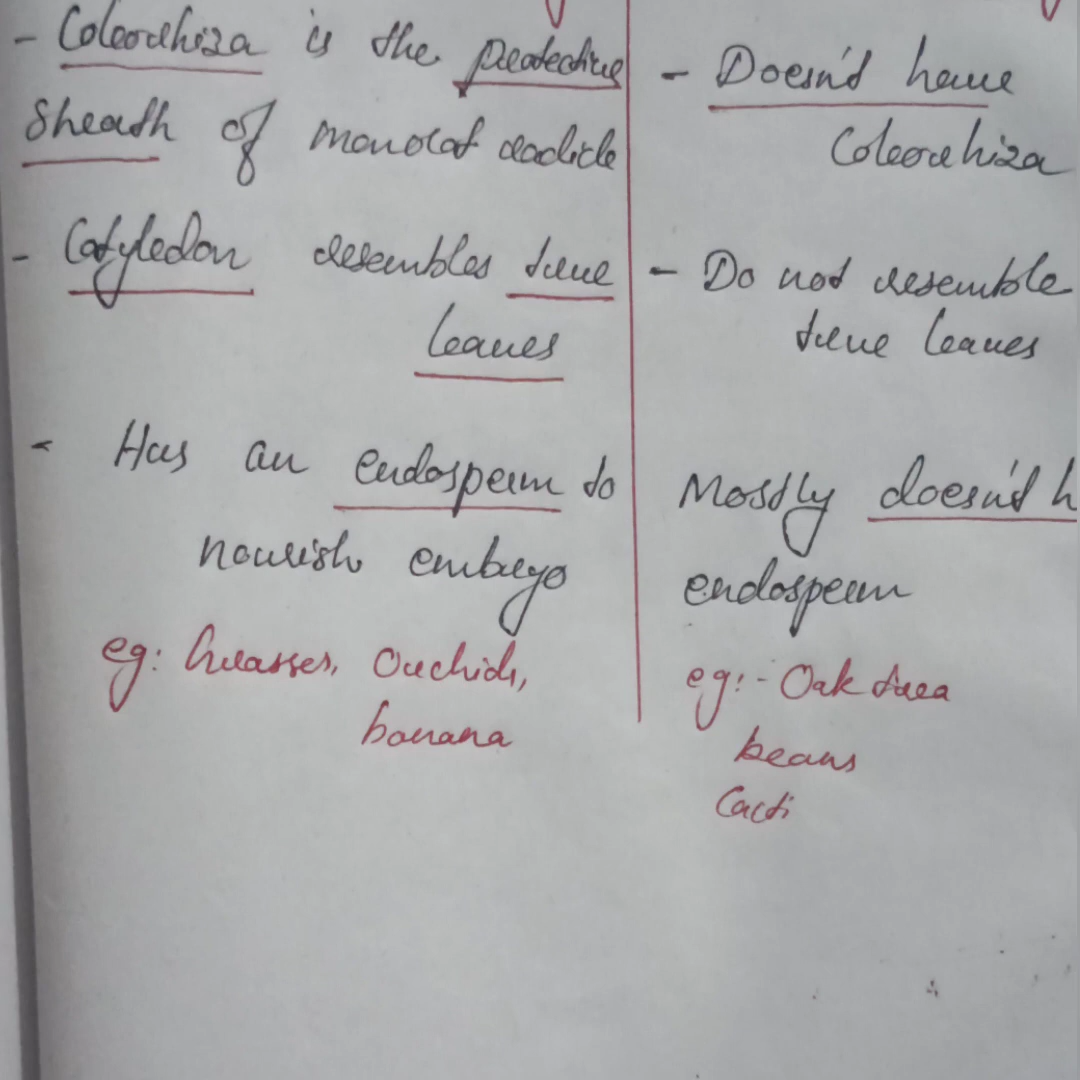 - Coleorhiza is the protective
sheath of monocot radicle
- Cotyledon resembles true
leaves
- Has an endosperm to
nourish embryo
eg: Grasses, Orchids,
banana
- Doesn't have
Coleorhiza
- Do not resemble
true leaves
Mostly doesn't h
endosperm
eg:- Oak tree
beans
Cacti